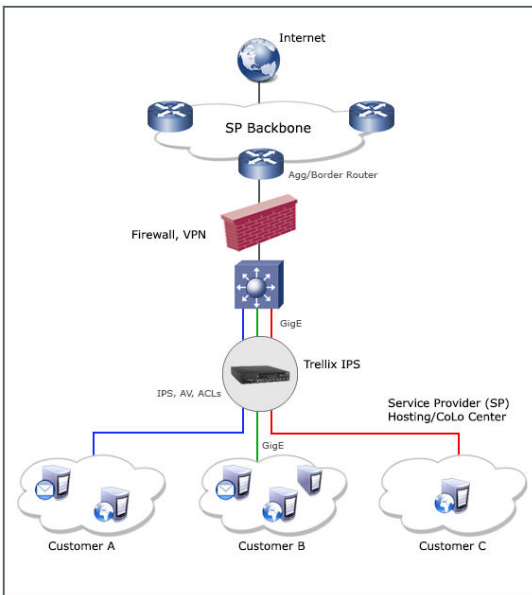 Internet
SP Backbone
Agg/Border Router
Firewall, VPN
GigE
Trellix IPS
IPS, AV, ACLs
Service Provider (SP)
Hosting/CoLo Center
GigE
Customer A
Customer B
Customer C